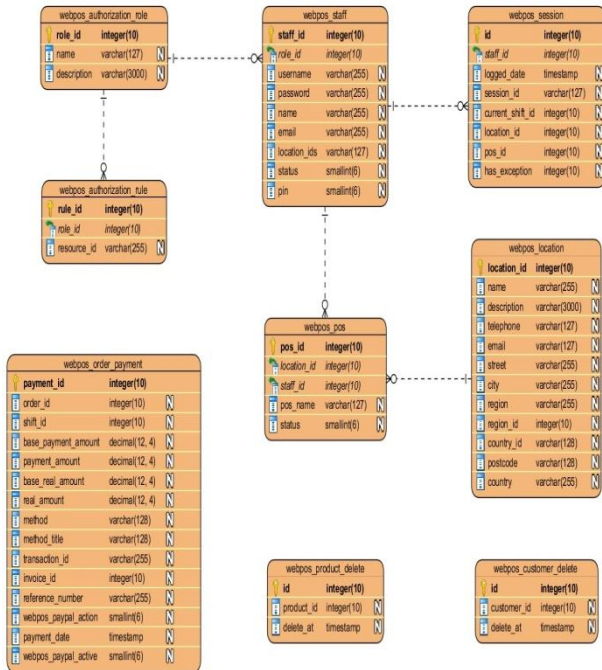 webpos_authorization_role
role_id integer(10)
name varchar(127) N
description varchar(3000) N
webpos_staff
staff_id integer(10)
role_id integer(10)
username varchar(255) N
password varchar(255) N
name varchar(255) N
email varchar(255) N
location_ids varchar(127) N
status smallint(6) N
pin smallint(6) N
webpos_session
id integer(10)
staff_id integer(10)
logged_date timestamp N
session_id varchar(127) N
current_shift_id integer(10) N
location_id integer(10) N
pos_id integer(10) N
has_exception integer(10) N
webpos_authorization_rule
rule_id integer(10)
role_id integer(10)
resource_id varchar(255) N
webpos_pos
pos_id integer(10)
location_id integer(10)
staff_id integer(10)
pos_name varchar(127) N
status smallint(6) N
webpos_location
location_id integer(10)
name varchar(255) N
description varchar(3000) N
telephone varchar(127) N
email varchar(127) N
street varchar(255) N
city varchar(255) N
region varchar(255) N
region_id integer(10) N
country_id varchar(128) N
postcode varchar(128) N
country varchar(255) N
webpos_order_payment
payment_id integer(10)
order_id integer(10) N
shift_id integer(10) N
base_payment_amount decimal(12, 4) N
payment_amount decimal(12, 4) N
base_real_amount decimal(12, 4) N
real_amount decimal(12, 4) N
method varchar(128) N
method_title varchar(128) N
transaction_id varchar(255) N
invoice_id integer(10) N
reference_number varchar(255) N
webpos_paypal_action smallint(6) N
payment_date timestamp N
webpos_paypal_active smallint(6) N
webpos_product_delete
id integer(10)
product_id integer(10) N
delete_at timestamp N
webpos_customer_delete
id integer(10)
customer_id integer(10) N
delete_at timestamp N